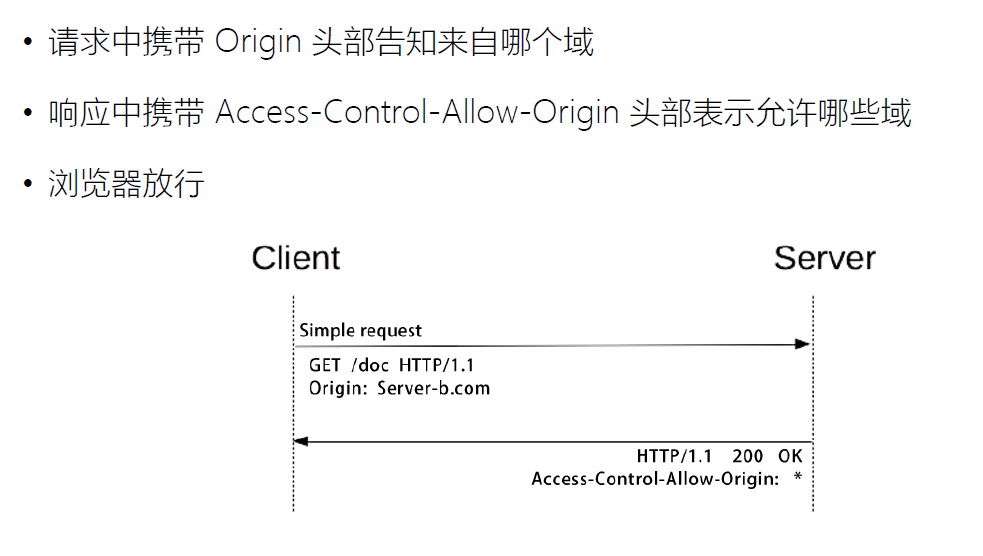 • 请求中携带 Origin 头部告知来自哪个域
• 响应中携带 Access-Control-Allow-Origin 头部表示允许哪些域
• 浏览器放行
Client Server
Simple request
GET /doc HTTP/1.1
Origin: Server-b.com
HTTP/1.1 200 OK
Access-Control-Allow-Origin: *